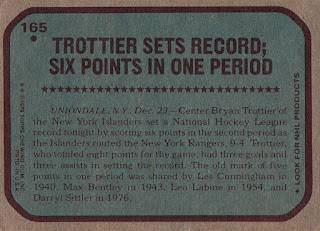 165
TROTTIER SETS RECORD;
SIX POINTS IN ONE PERIOD
UNIONDALE, N.Y., Dec. 23 — Center Bryan Trottier of
the New York Islanders set a National Hockey League
record tonight by scoring six points in the second period as
the Islanders routed the New York Rangers, 9-4. Trottier,
who totaled eight points for the game, had three goals and
three assists in setting the record. The old mark of five
points in one period was shared by Les Cunningham in
1940, Max Bentley in 1943, Leo Labine in 1954, and
Darryl Sittler in 1976.
LOOK FOR NHL PRODUCTS